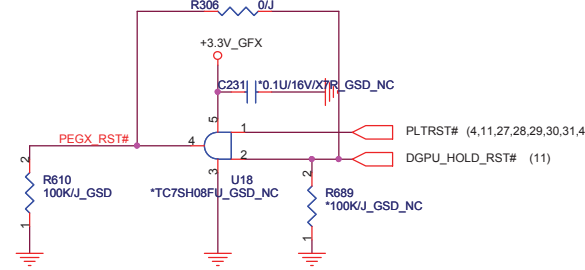 R306 0/J
+3.3V_GFX
C231 *0.1U/16V/X7R_GSD_NC
5
1
PLTRST# (4,11,27,28,29,30,31,4
PEGX_RST#
4
2
DGPU_HOLD_RST# (11)
3
2
R610
100K/J_GSD
1
U18
*TC7SH08FU_GSD_NC
2
R689
*100K/J_GSD_NC
1